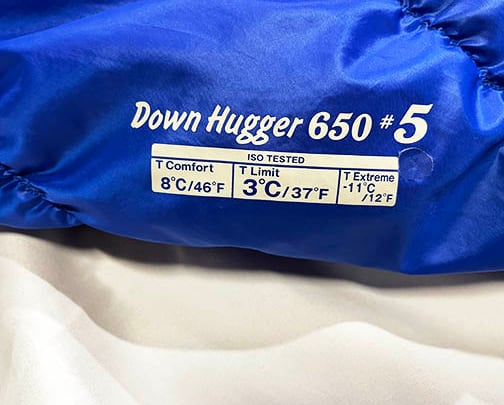 Down Hugger 650 #5
ISO TESTED
T Comfort T Limit T Extreme
8°C/46°F 3°C/37°F -11°C
/12°F